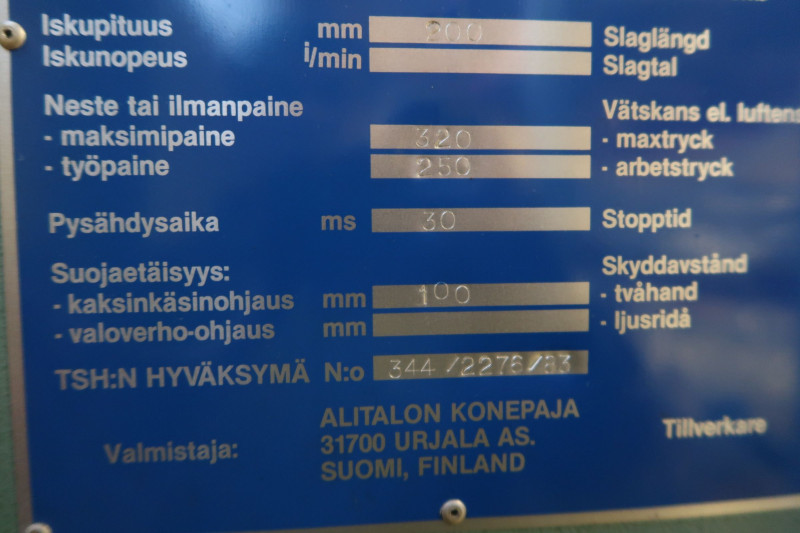 Iskupituus mm 900 Slaglängd
Iskunopeus i/min Slagtal
Neste tai ilmanpaine Vätskans el. luftens
- maksimipaine 320 - maxtryck
- työpaine 250 - arbetstryck
Pysähdysaika ms 30 Stopptid
Suojaetäisyys: Skyddavstånd
- kaksinkäsinohjaus mm 100 - tvåhand
- valoverho-ohjaus mm - ljusridå
TSH:N HYVÄKSYMÄ N:o 344/2276/83
Valmistaja: ALITALON KONEPAJA Tillverkare
31700 URJALA AS.
SUOMI, FINLAND